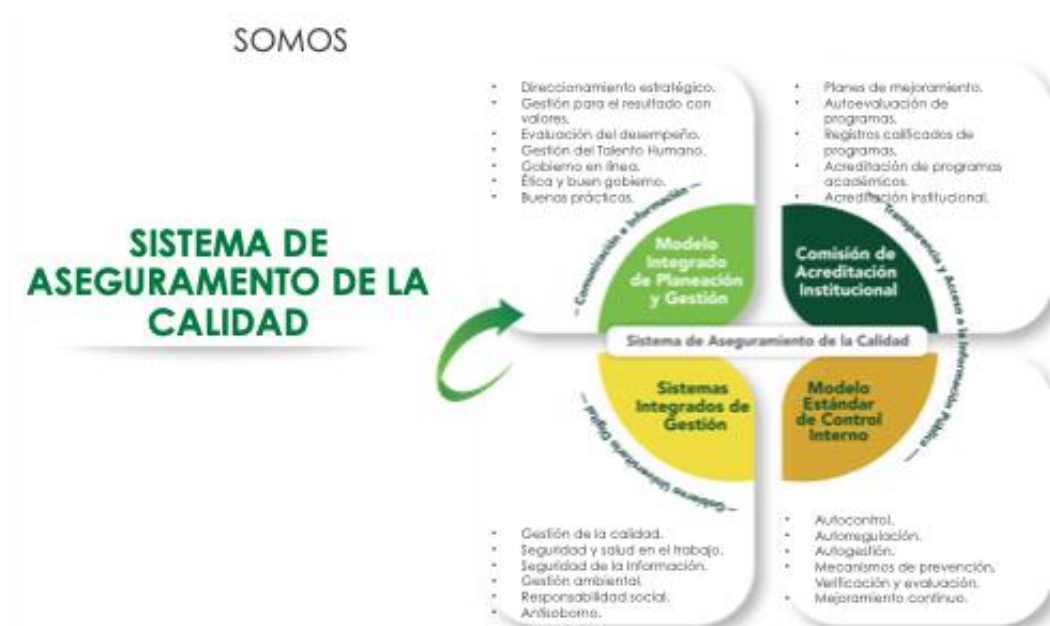 SOMOS
SISTEMA DE
ASEGURAMENTO DE LA
CALIDAD
• Direccionamiento estratégico.
• Gestión para el resultado con
valores.
• Evaluación del desempeño.
• Gestión del Talento Humano.
• Gobierno en línea.
• Ética y buen gobierno.
• Buenas prácticas.
• Planes de mejoramiento.
• Autoevaluación de
programas.
• Registros calificados de
programas.
• Acreditación de programas
académicos.
• Acreditación institucional.
— Comunicación e Información —
— Transparencia y Acceso a la Información Pública —
Modelo
Integrado
de Planeación
y Gestión
Comisión de
Acreditación
Institucional
Sistema de Aseguramiento de la Calidad
Sistemas
Integrados de
Gestión
Modelo
Estándar
de Control
Interno
— Gobierno Universitario Digital —
• Gestión de la calidad.
• Seguridad y salud en el trabajo.
• Seguridad de la Información.
• Gestión ambiental.
• Responsabilidad social.
• Antisoborno.
• Autocontrol.
• Autorregulación.
• Autogestión.
• Mecanismos de prevención,
Verificación y evaluación.
• Mejoramiento continuo.